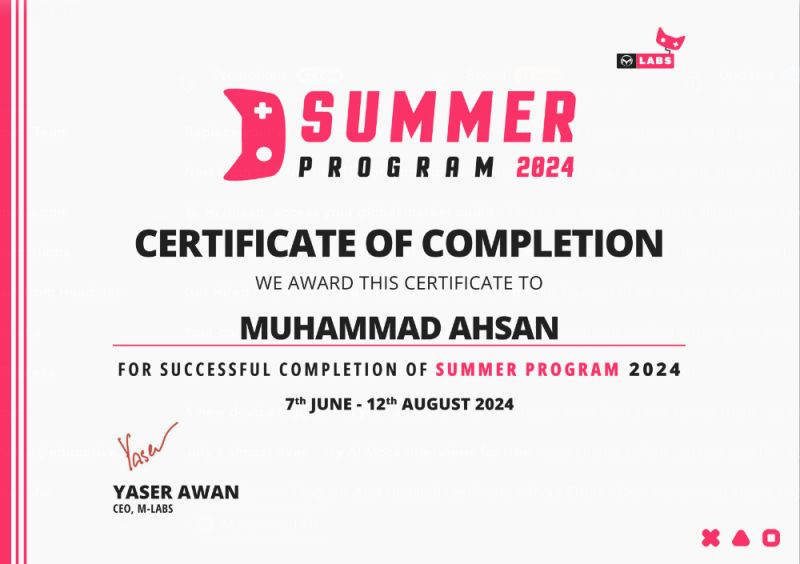 LABS
SUMMER
PROGRAM 2024
CERTIFICATE OF COMPLETION
WE AWARD THIS CERTIFICATE TO
MUHAMMAD AHSAN
FOR SUCCESSFUL COMPLETION OF SUMMER PROGRAM 2024
7th JUNE - 12th AUGUST 2024
Yaser
YASER AWAN
CEO, M-LABS